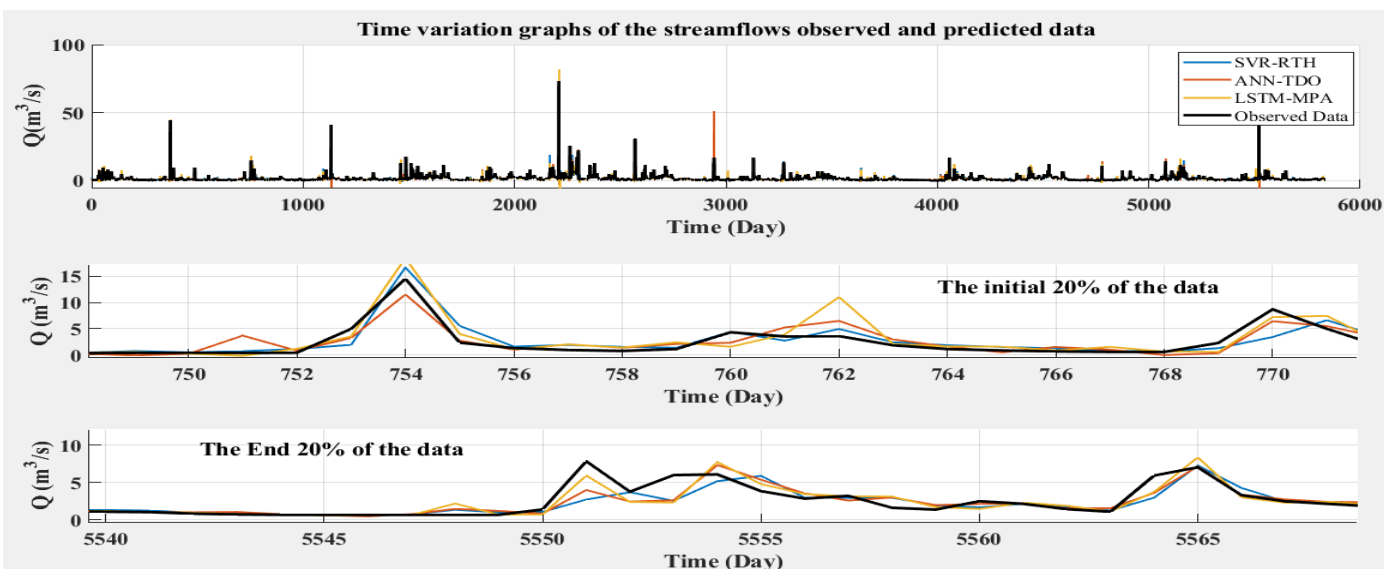 Time variation graphs of the streamflows observed and predicted data
100
50
0
Q(m³/s)
SVR-RTH
ANN-TDO
LSTM-MPA
Observed Data
0 1000 2000 3000 4000 5000 6000
Time (Day)
15
10
5
0
Q (m³/s)
The initial 20% of the data
750 752 754 756 758 760 762 764 766 768 770
Time (Day)
10
5
0
Q (m³/s)
The End 20% of the data
5540 5545 5550 5555 5560 5565
Time (Day)